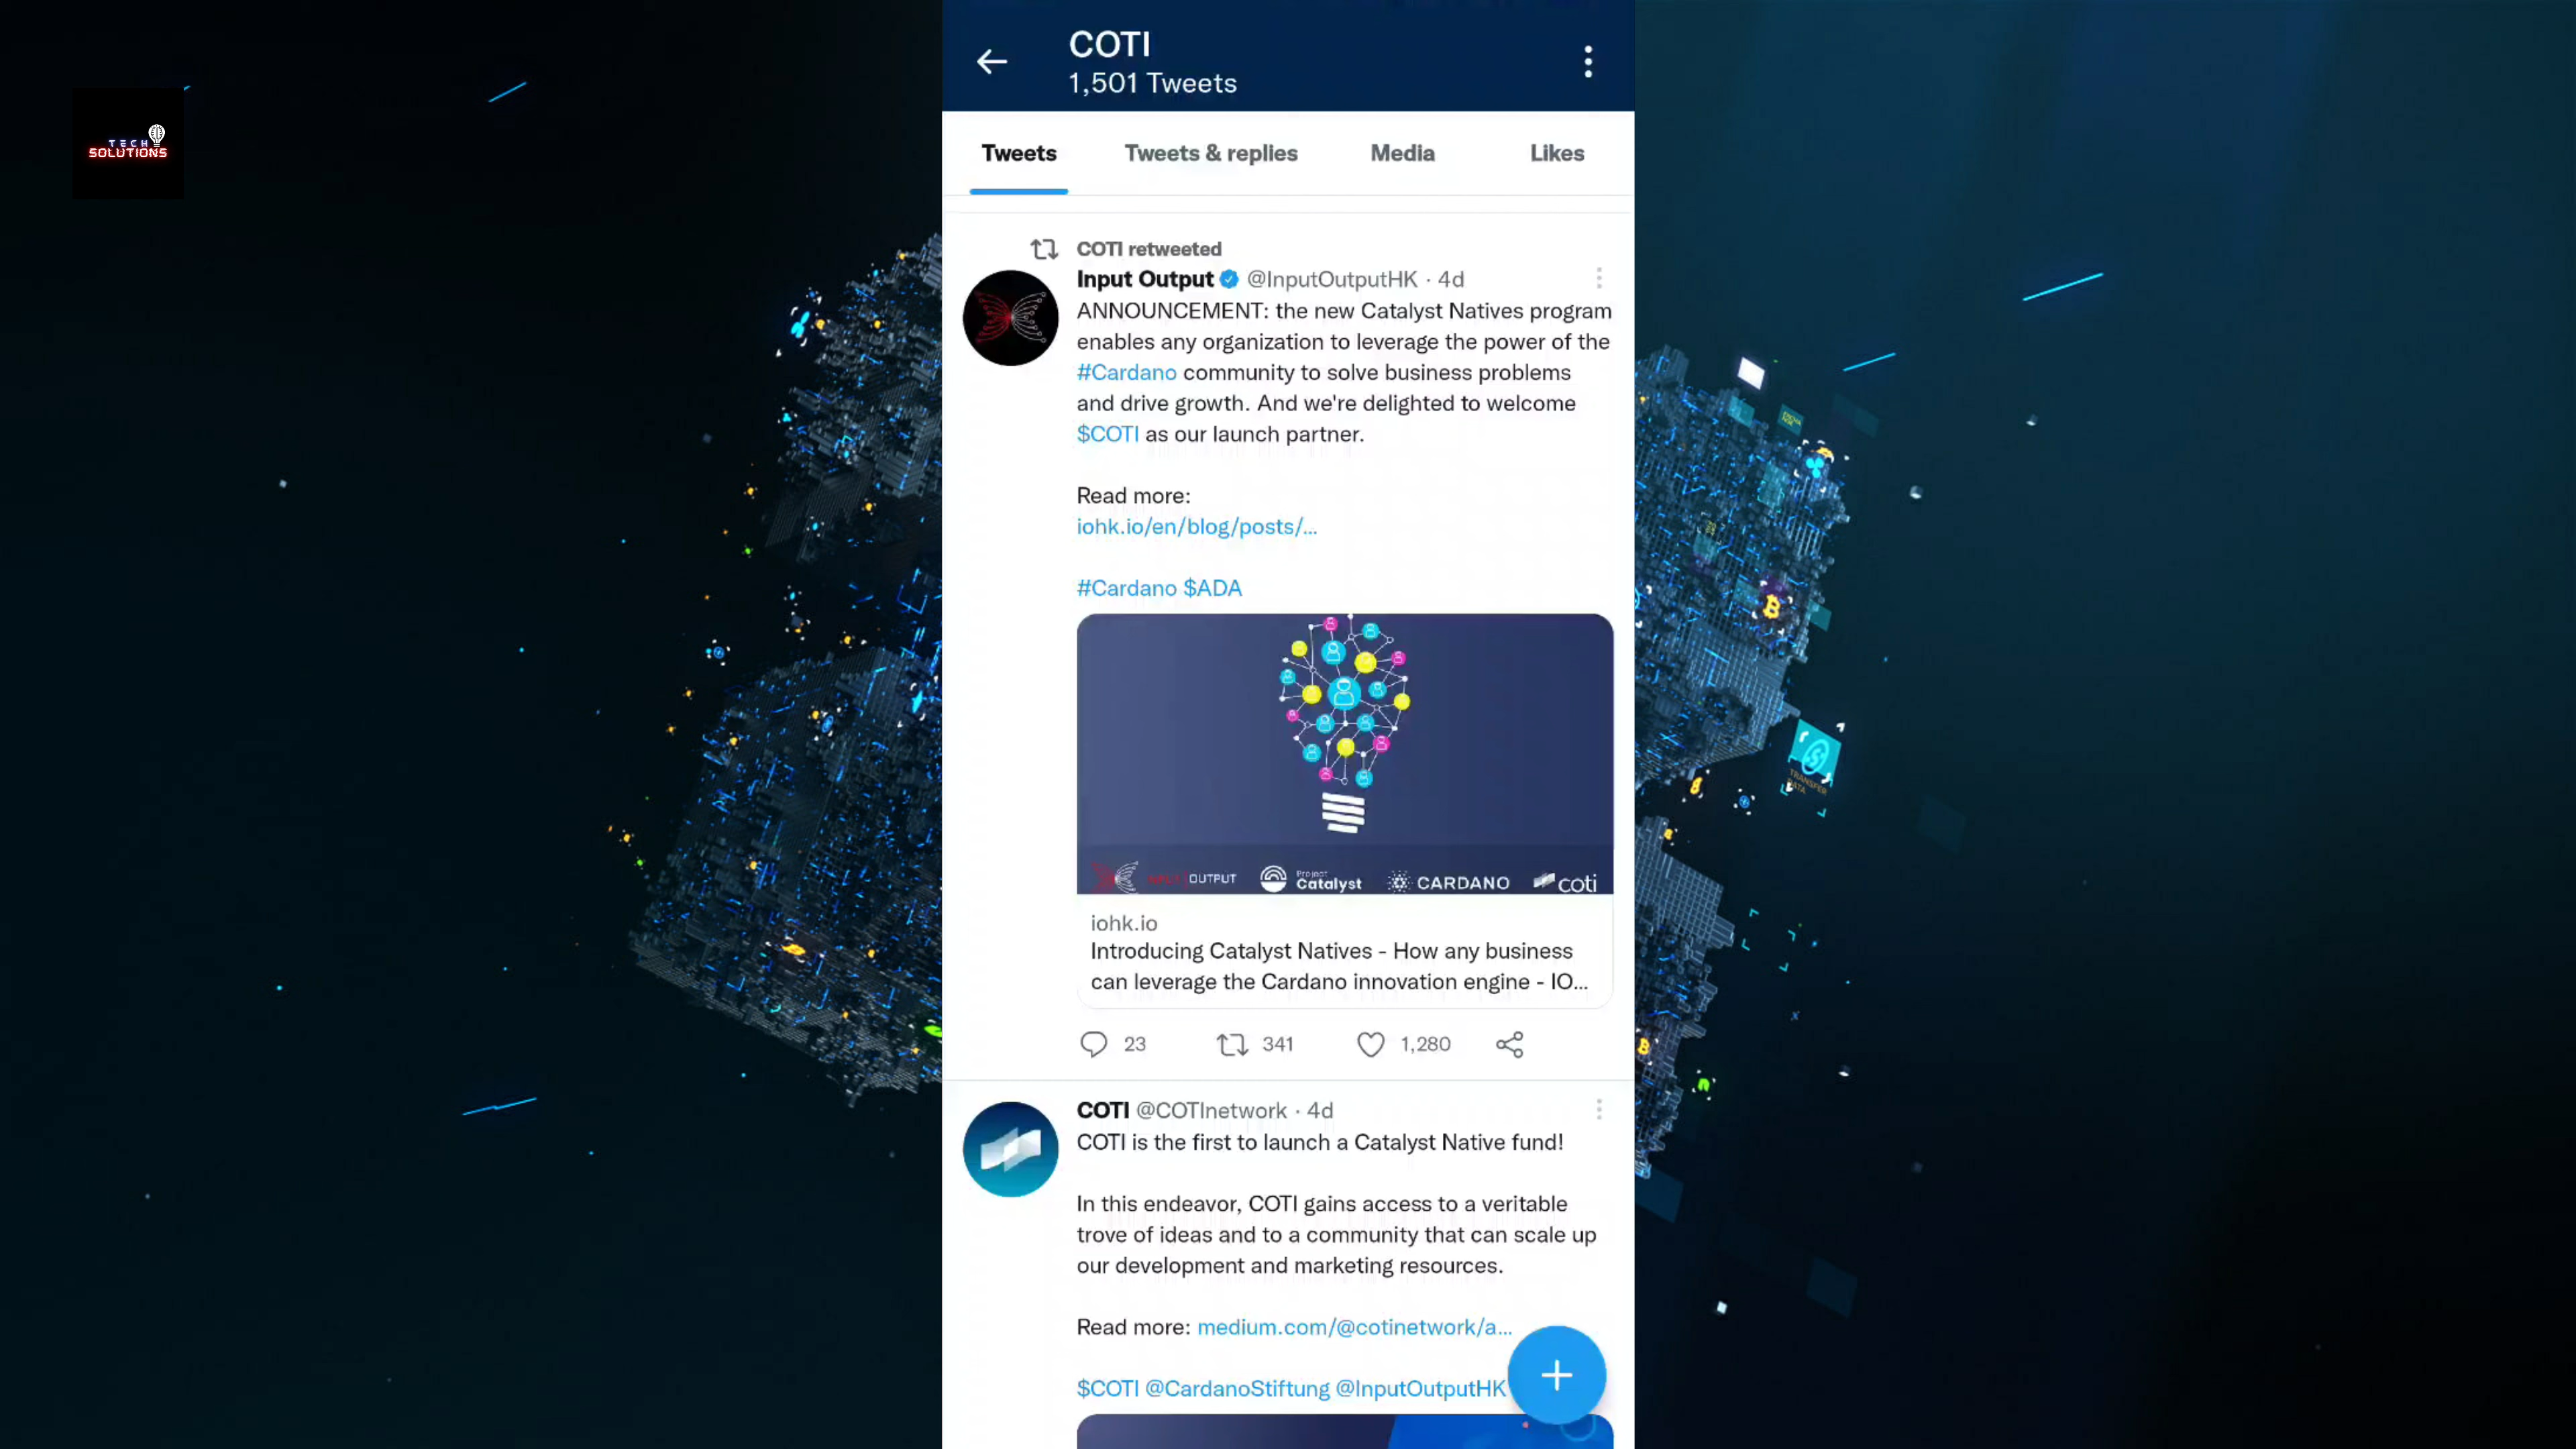 TECH
SOLUTIONS
COTI
1,501 Tweets
Tweets
Tweets & replies
Media
Likes
COTI retweeted
Input Output @InputOutputHK · 4d
ANNOUNCEMENT: the new Catalyst Natives program
enables any organization to leverage the power of the
#Cardano community to solve business problems
and drive growth. And we're delighted to welcome
$COTI as our launch partner.
Read more:
iohk.io/en/blog/posts/...
#Cardano $ADA
INPUT | OUTPUT
Project
Catalyst
CARDANO
coti
iohk.io
Introducing Catalyst Natives - How any business
can leverage the Cardano innovation engine - IO...
23
341
1,280
COTI @COTInetwork · 4d
COTI is the first to launch a Catalyst Native fund!
In this endeavor, COTI gains access to a veritable
trove of ideas and to a community that can scale up
our development and marketing resources.
Read more: medium.com/@cotinetwork/a...
$COTI @CardanoStiftung @InputOutputHK
TRANSFER
DATA